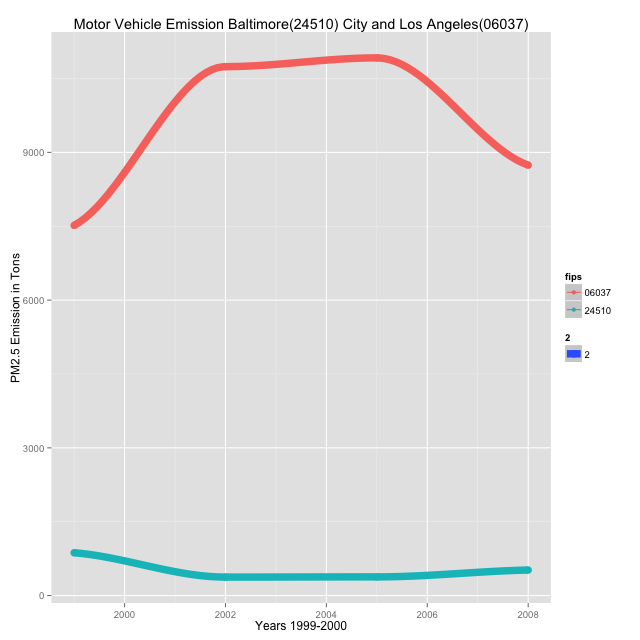 Motor Vehicle Emission Baltimore(24510) City and Los Angeles(06037)
PM2.5 Emission in Tons
9000
6000
3000
0
2000 2002 2004 2006 2008
Years 1999-2000
fips
06037
24510
2
2